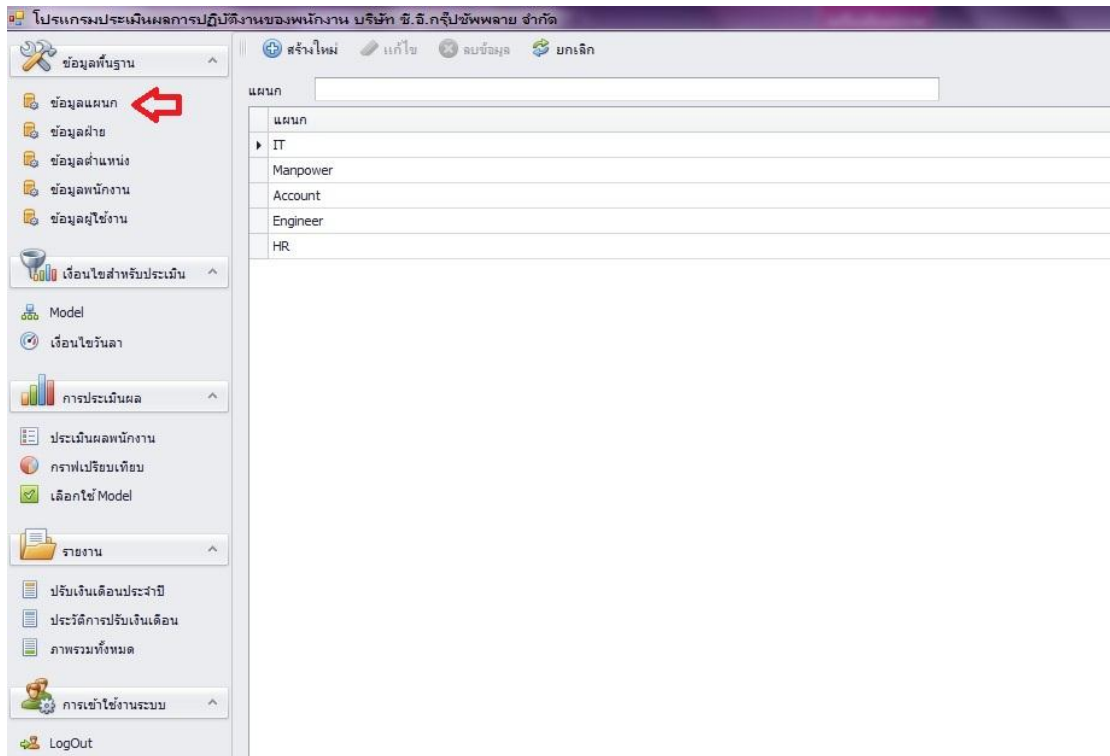 โปรแกรมประเมินผลการปฏิบัติงานของพนักงาน บริษัท ซี.อี.กรุ๊ปซัพพลาย จำกัด
ข้อมูลพื้นฐาน
ข้อมูลแผนก
ข้อมูลฝ่าย
ข้อมูลตำแหน่ง
ข้อมูลพนักงาน
ข้อมูลผู้ใช้งาน
เงื่อนไขสำหรับประเมิน
Model
เงื่อนไขวันลา
การประเมินผล
ประเมินผลพนักงาน
กราฟเปรียบเทียบ
เลือกใช้ Model
รายงาน
ปรับเงินเดือนประจำปี
ประวัติการปรับเงินเดือน
ภาพรวมทั้งหมด
การเข้าใช้งานระบบ
LogOut
สร้างใหม่ แก้ไข ลบข้อมูล ยกเลิก
แผนก
แผนก
IT
Manpower
Account
Engineer
HR